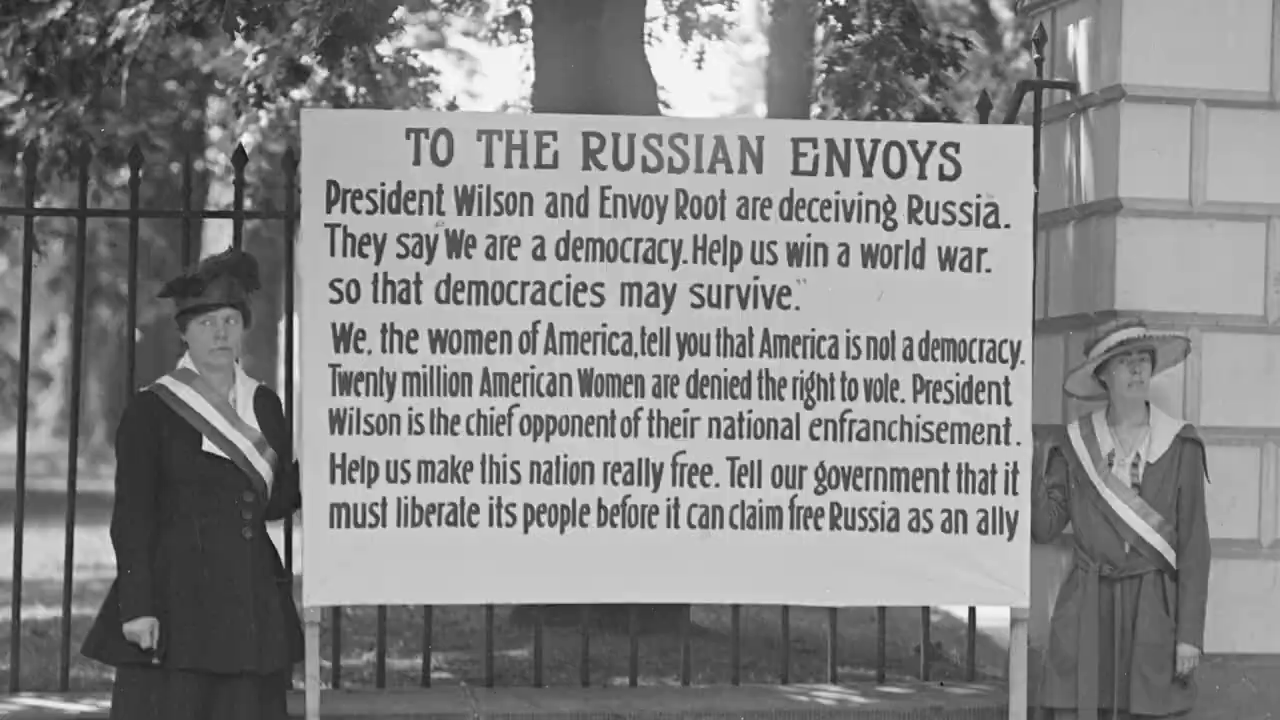 TO THE RUSSIAN ENVOYS
President Wilson and Envoy Root are deceiving Russia.
They say "We are a democracy. Help us win a world war.
so that democracies may survive."
We, the women of America, tell you that America is not a democracy.
Twenty million American Women are denied the right to vote. President
Wilson is the chief opponent of their national enfranchisement.
Help us make this nation really free. Tell our government that it
must liberate its people before it can claim free Russia as an ally